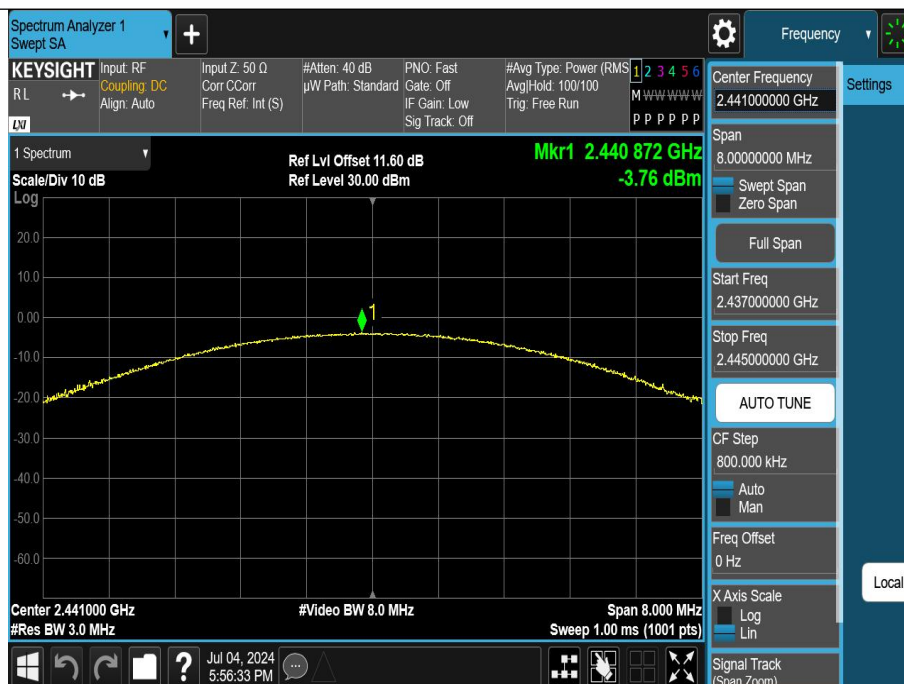 Spectrum Analyzer 1
Swept SA
+
Frequency
KEYSIGHT
RL
LXI
Input: RF
Coupling: DC
Align: Auto
Input Z: 50 Ω
Corr CCorr
Freq Ref: Int (S)
#Atten: 40 dB
µW Path: Standard
PNO: Fast
Gate: Off
IF Gain: Low
Sig Track: Off
#Avg Type: Power (RMS
Avg|Hold: 100/100
Trig: Free Run
1 2 3 4 5 6
M W W W W W
P P P P P P
1 Spectrum
Scale/Div 10 dB
Log
Ref Lvl Offset 11.60 dB
Ref Level 30.00 dBm
Mkr1 2.440 872 GHz
-3.76 dBm
20.0
10.0
0.00
-10.0
-20.0
-30.0
-40.0
-50.0
-60.0
1
Center 2.441000 GHz
#Res BW 3.0 MHz
#Video BW 8.0 MHz
Span 8.000 MHz
Sweep 1.00 ms (1001 pts)
?
Jul 04, 2024
5:56:33 PM
Center Frequency
2.441000000 GHz
Span
8.00000000 MHz
Swept Span
Zero Span
Full Span
Start Freq
2.437000000 GHz
Stop Freq
2.445000000 GHz
AUTO TUNE
CF Step
800.000 kHz
Auto
Man
Freq Offset
0 Hz
X Axis Scale
Log
Lin
Signal Track
(Span Zoom)
Settings
Local